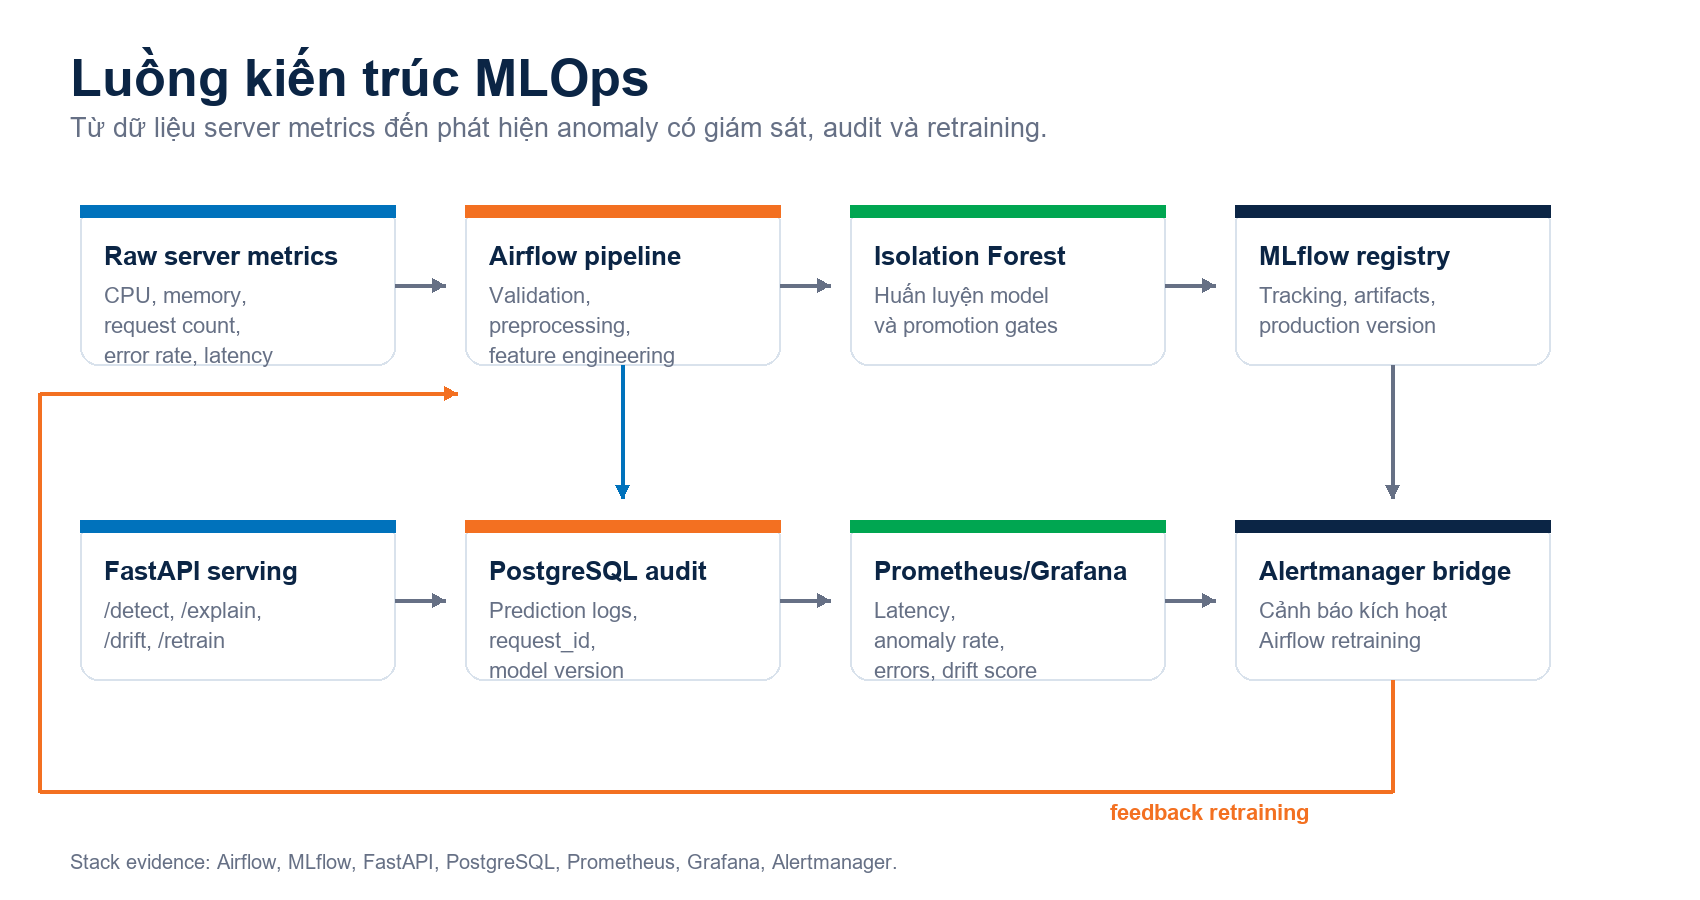 Luồng kiến trúc MLOps
Từ dữ liệu server metrics đến phát hiện anomaly có giám sát, audit và retraining.
Raw server metrics
CPU, memory,
request count,
error rate, latency
Airflow pipeline
Validation,
preprocessing,
feature engineering
Isolation Forest
Huấn luyện model
và promotion gates
MLflow registry
Tracking, artifacts,
production version
FastAPI serving
/detect, /explain,
/drift, /retrain
PostgreSQL audit
Prediction logs,
request_id,
model version
Prometheus/Grafana
Latency,
anomaly rate,
errors, drift score
Alertmanager bridge
Cảnh báo kích hoạt
Airflow retraining
feedback retraining
Stack evidence: Airflow, MLflow, FastAPI, PostgreSQL, Prometheus, Grafana, Alertmanager.